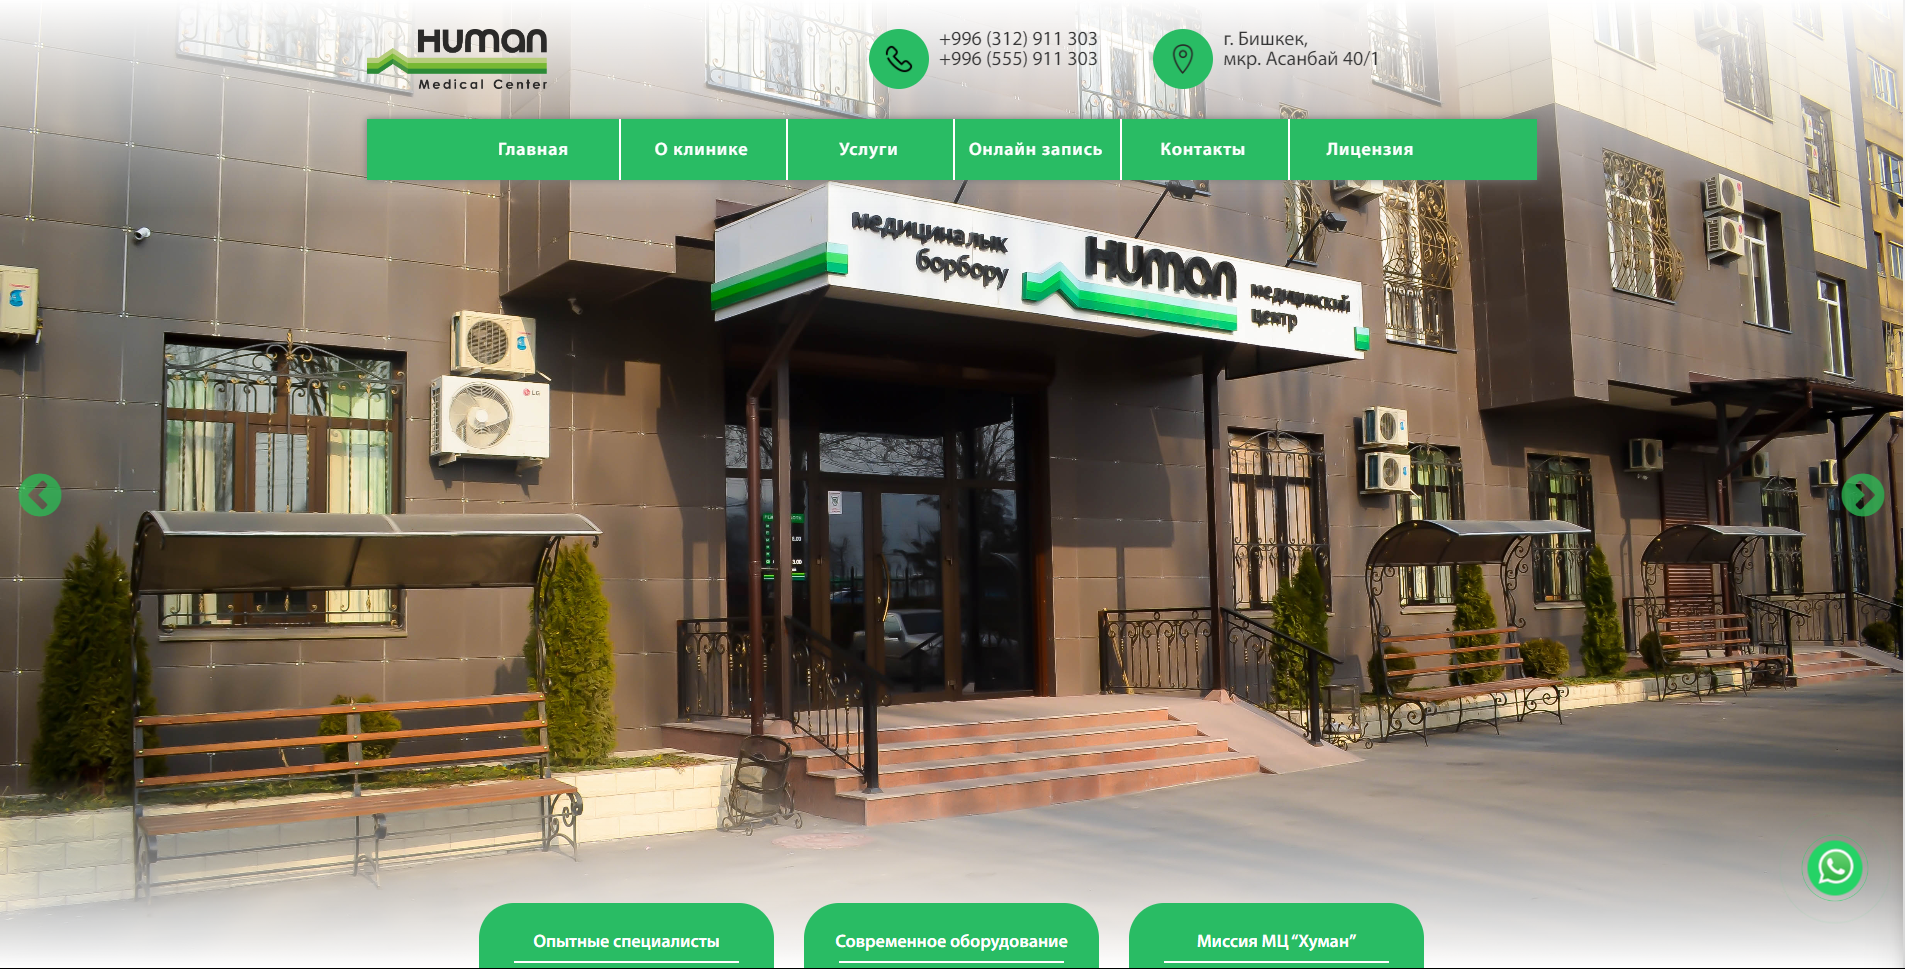 Human
Medical Center
+996 (312) 911 303
+996 (555) 911 303
г. Бишкек,
мкр. Асанбай 40/1
Главная
О клинике
Услуги
Онлайн запись
Контакты
Лицензия
медициналык
борбору
Human
медицинский
центр
LG
Опытные специалисты
Современное оборудование
Миссия МЦ “Хуман”